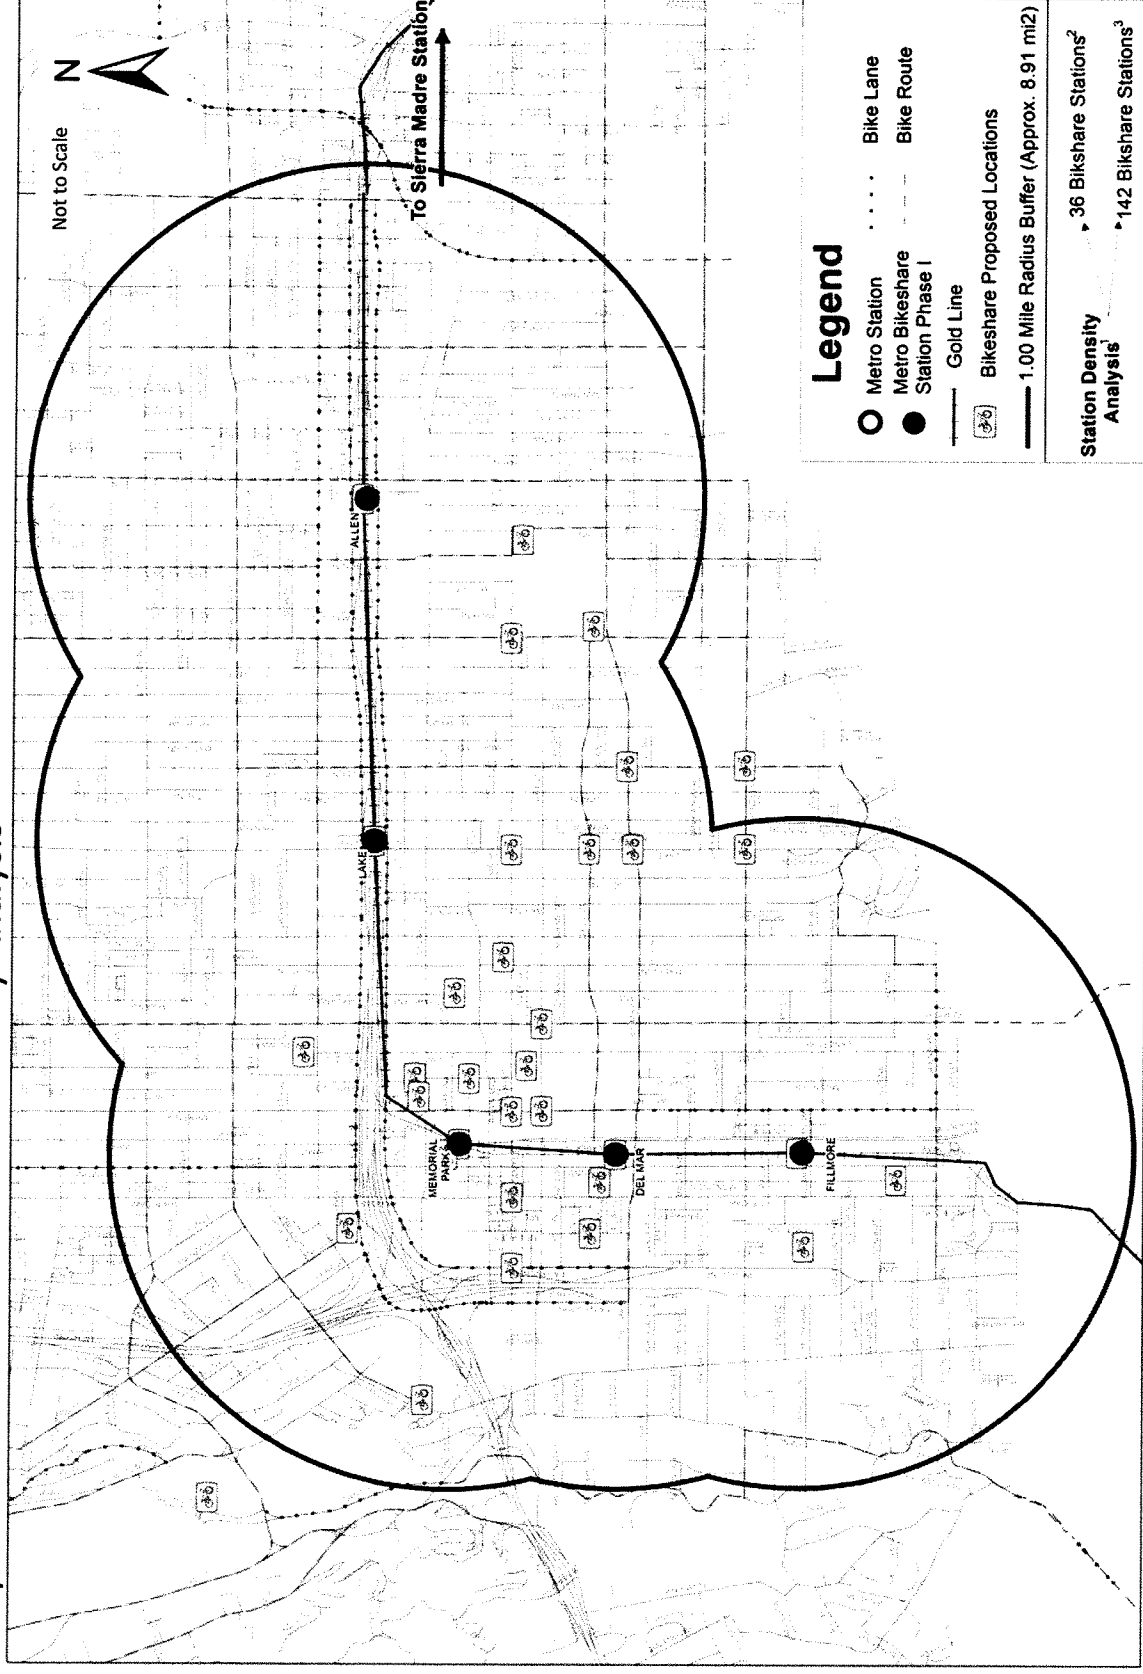 Not to Scale
N
To Sierra Madre Station
ALLEN
LAKE
MEMORIAL
PARK
DEL MAR
FILLMORE
Legend
Metro Station
Bike Lane
Metro Bikeshare
Station Phase I
Bike Route
Gold Line
Bikeshare Proposed Locations
1.00 Mile Radius Buffer (Approx. 8.91 mi2)
Station Density
Analysis¹
36 Bikshare Stations²
142 Bikeshare Stations³